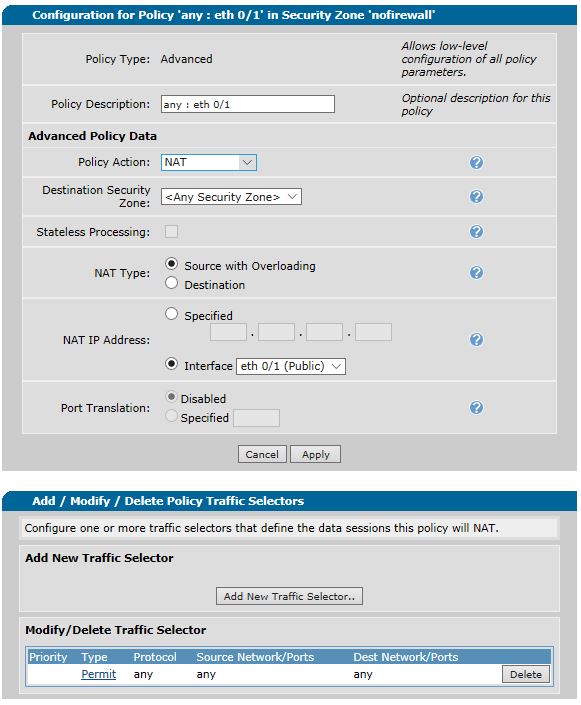 Configuration for Policy 'any : eth 0/1' in Security Zone 'nofirewall'
Policy Type: Advanced
Allows low-level
configuration of all policy
parameters.
Policy Description: any : eth 0/1
Optional description for this
policy
Advanced Policy Data
Policy Action: NAT
Destination Security
Zone: <Any Security Zone>
Stateless Processing:
NAT Type:
Source with Overloading
Destination
NAT IP Address:
Specified
. . .
Interface eth 0/1 (Public)
Port Translation:
Disabled
Specified
Cancel Apply
Add / Modify / Delete Policy Traffic Selectors
Configure one or more traffic selectors that define the data sessions this policy will NAT.
Add New Traffic Selector
Add New Traffic Selector..
Modify/Delete Traffic Selector
Priority Type Protocol Source Network/Ports Dest Network/Ports
Permit any any any Delete